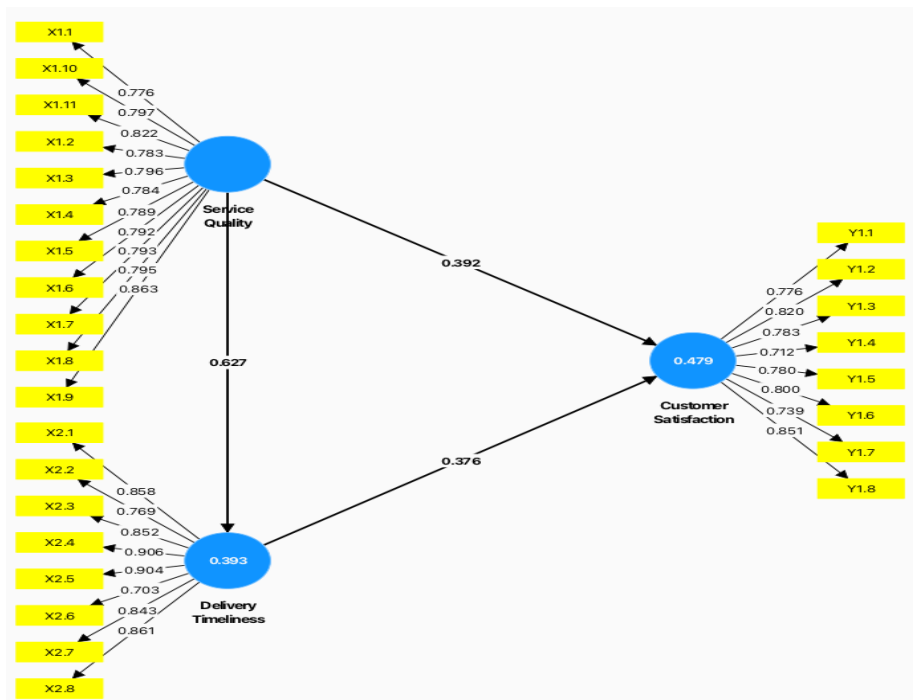 X1.1
X1.10
X1.11
X1.2
X1.3
X1.4
X1.5
X1.6
X1.7
X1.8
X1.9
0.776
0.797
0.822
0.783
0.796
0.784
0.789
0.792
0.793
0.795
0.863
Service
Quality
0.392
0.627
0.376
X2.1
X2.2
X2.3
X2.4
X2.5
X2.6
X2.7
X2.8
0.858
0.769
0.852
0.906
0.904
0.703
0.843
0.861
0.393
Delivery
Timeliness
0.479
Customer
Satisfaction
0.776
0.820
0.783
0.712
0.780
0.800
0.739
0.851
Y1.1
Y1.2
Y1.3
Y1.4
Y1.5
Y1.6
Y1.7
Y1.8